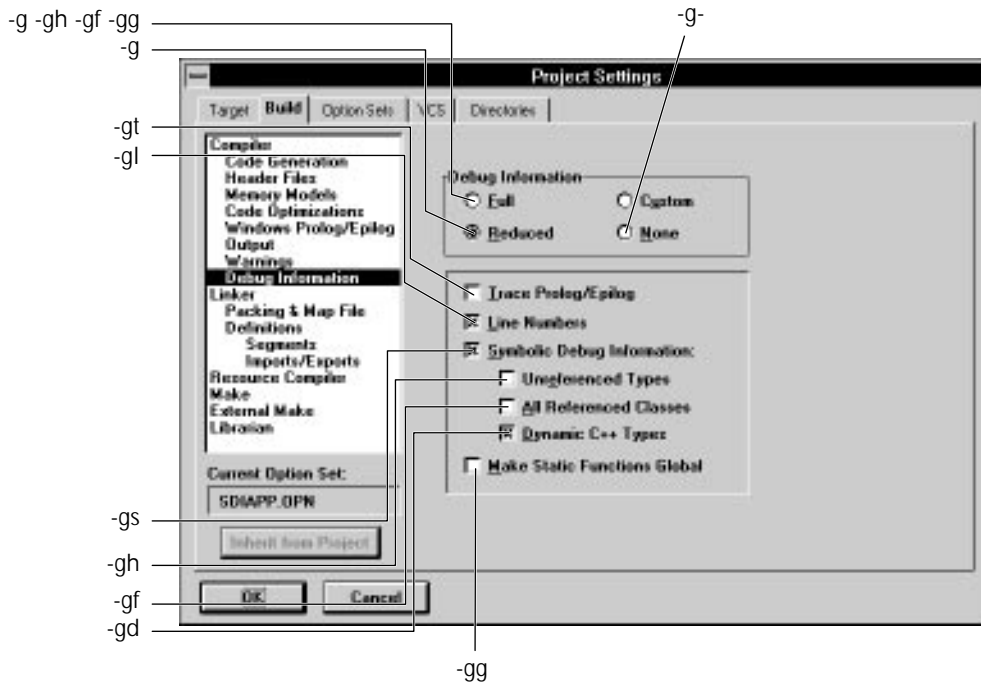 -g -gh -gf -gg
-g-
-g
Project Settings
Target Build Option Sets VCS Directories
-gt
-gl
Compiler
Code Generation
Header Files
Memory Models
Code Optimizations
Windows Prolog/Epilog
Output
Warnings
Debug Information
Linker
Packing & Map File
Definitions
Segments
Imports/Exports
Resource Compiler
Make
External Make
Librarian
Debug Information
Full
Custom
Reduced
None
Trace Prolog/Epilog
Line Numbers
Symbolic Debug Information:
Unreferenced Types
All Referenced Classes
Dynamic C++ Types
Make Static Functions Global
Current Option Set:
SDIAPP.OPN
Inherit from Project
-gs
-gh
-gf
-gd
OK
Cancel
-gg